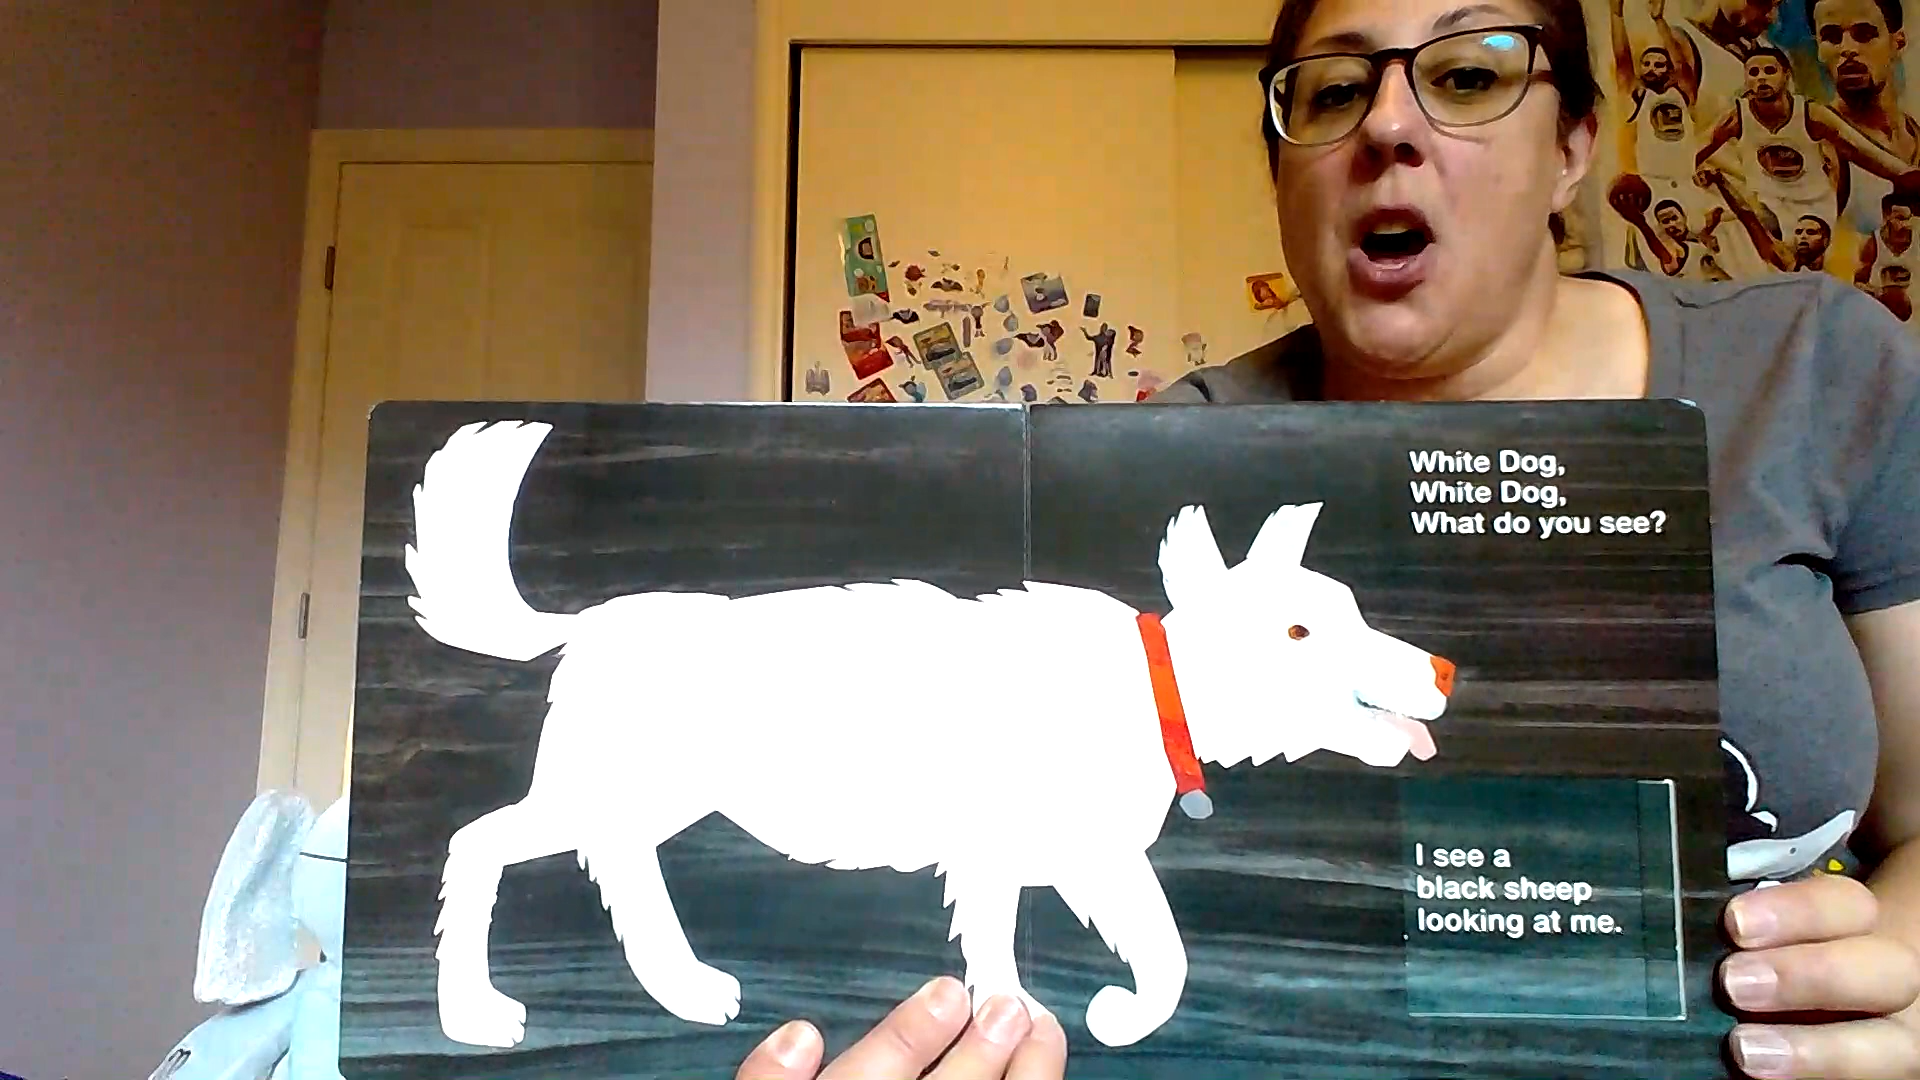 White Dog,
White Dog,
What do you see?
I see a
black sheep
looking at me.